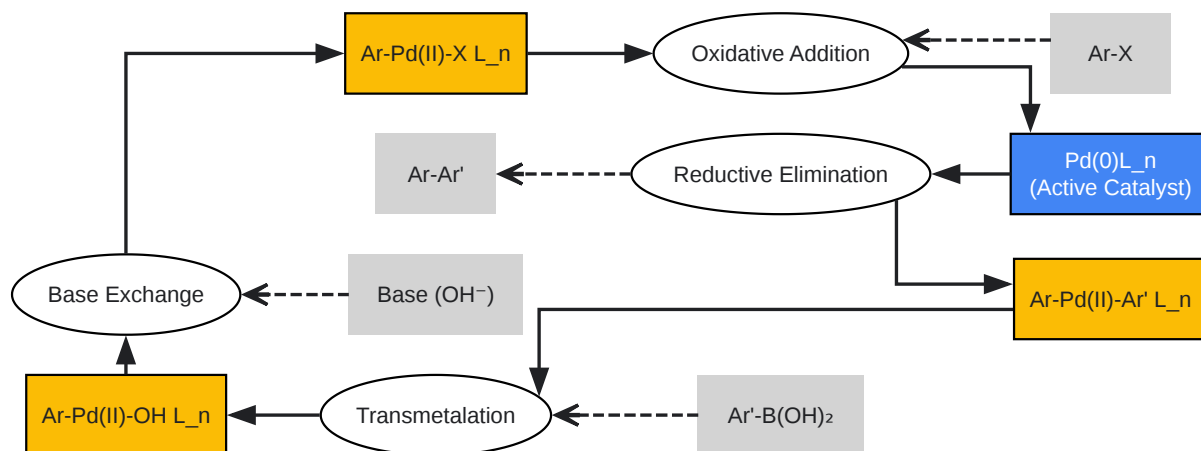 Ar-Pd(II)-X L_n
Oxidative Addition
Ar-X
Ar-Ar'
Reductive Elimination
Pd(0)L_n
(Active Catalyst)
Base Exchange
Base (OH⁻)
Ar-Pd(II)-Ar' L_n
Ar-Pd(II)-OH L_n
Transmetalation
Ar'-B(OH)₂